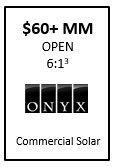 $60+ MM
OPEN
6:1³
ONYX
Commercial Solar